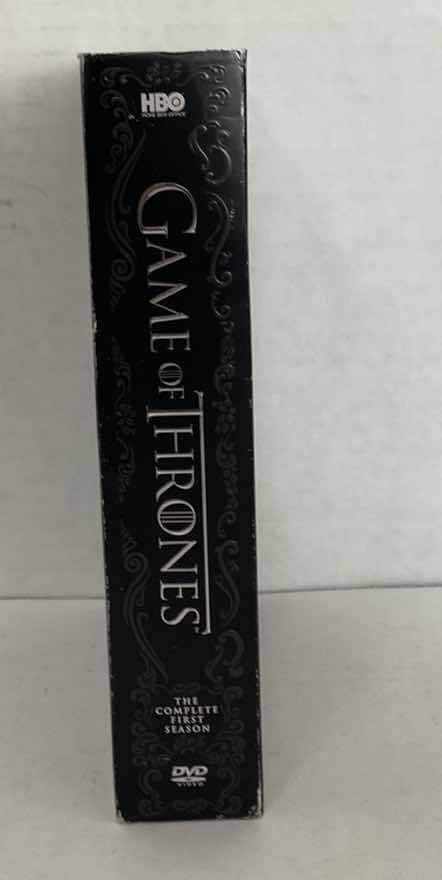 HBO
HOME BOX OFFICE
GAME OF THRONES
THE
COMPLETE
FIRST
SEASON
DVD
VIDEO